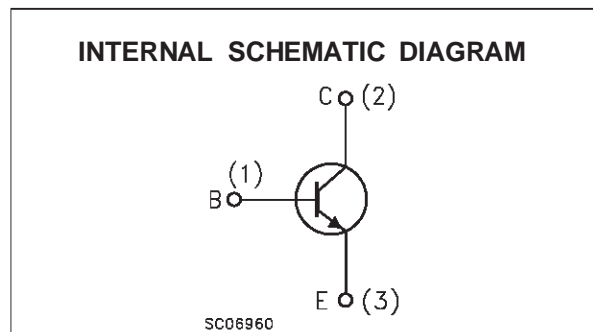 INTERNAL SCHEMATIC DIAGRAM
C (2)
(1)
B
E (3)
SC06960